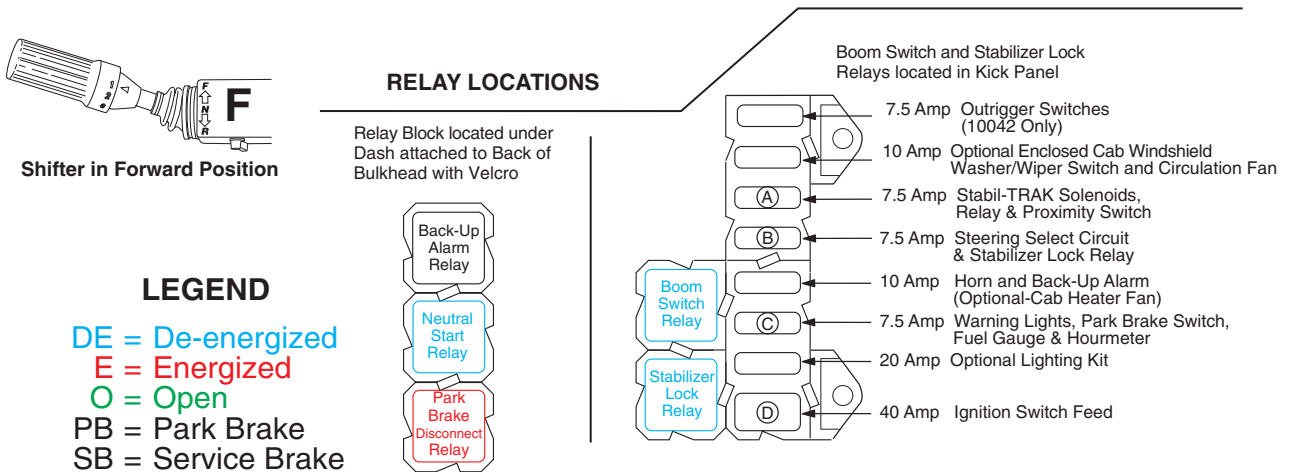 F
N
R
F
Shifter in Forward Position
RELAY LOCATIONS
Relay Block located under
Dash attached to Back of
Bulkhead with Velcro
Back-Up
Alarm
Relay
Neutral
Start
Relay
Park
Brake
Disconnect
Relay
LEGEND
DE = De-energized
E = Energized
O = Open
PB = Park Brake
SB = Service Brake
Boom Switch and Stabilizer Lock
Relays located in Kick Panel
7.5 Amp Outrigger Switches
(10042 Only)
10 Amp Optional Enclosed Cab Windshield
Washer/Wiper Switch and Circulation Fan
A
7.5 Amp Stabil-TRAK Solenoids,
Relay & Proximity Switch
B
7.5 Amp Steering Select Circuit
& Stabilizer Lock Relay
Boom
Switch
Relay
10 Amp Horn and Back-Up Alarm
(Optional-Cab Heater Fan)
C
7.5 Amp Warning Lights, Park Brake Switch,
Fuel Gauge & Hourmeter
20 Amp Optional Lighting Kit
Stabilizer
Lock
Relay
D
40 Amp Ignition Switch Feed